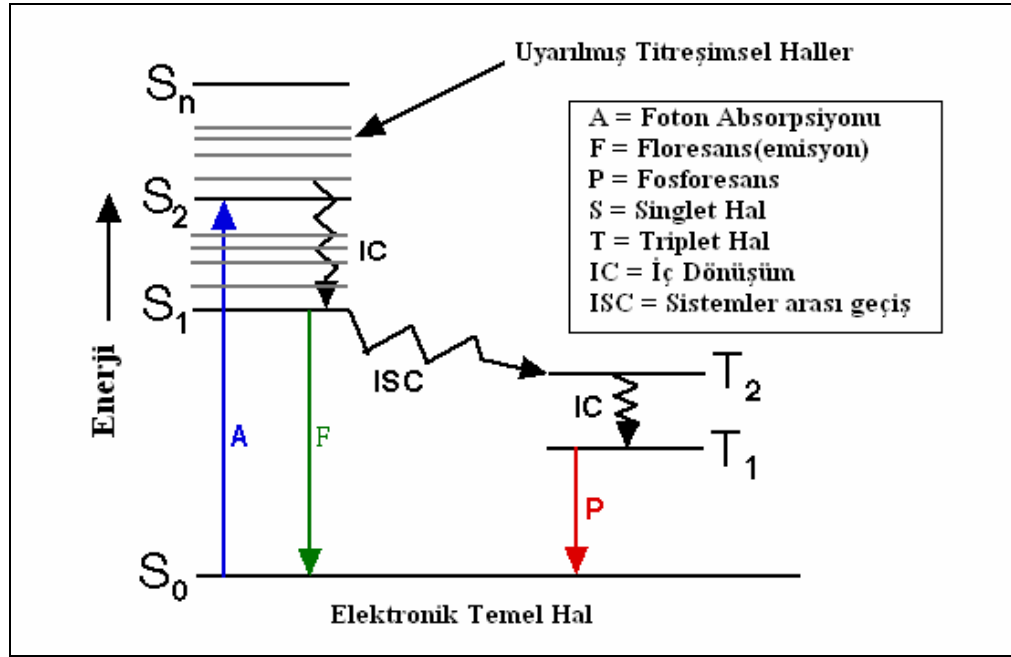 Uyarılmış Titreşimsel Haller
Sn
A = Foton Absorpsiyonu
F = Floresans(emisyon)
P = Fosforesans
S = Singlet Hal
T = Triplet Hal
IC = İç Dönüşüm
ISC = Sistemler arası geçiş
S2
IC
S1
Enerji
ISC
T2
IC
A
F
T1
P
S0
Elektronik Temel Hal